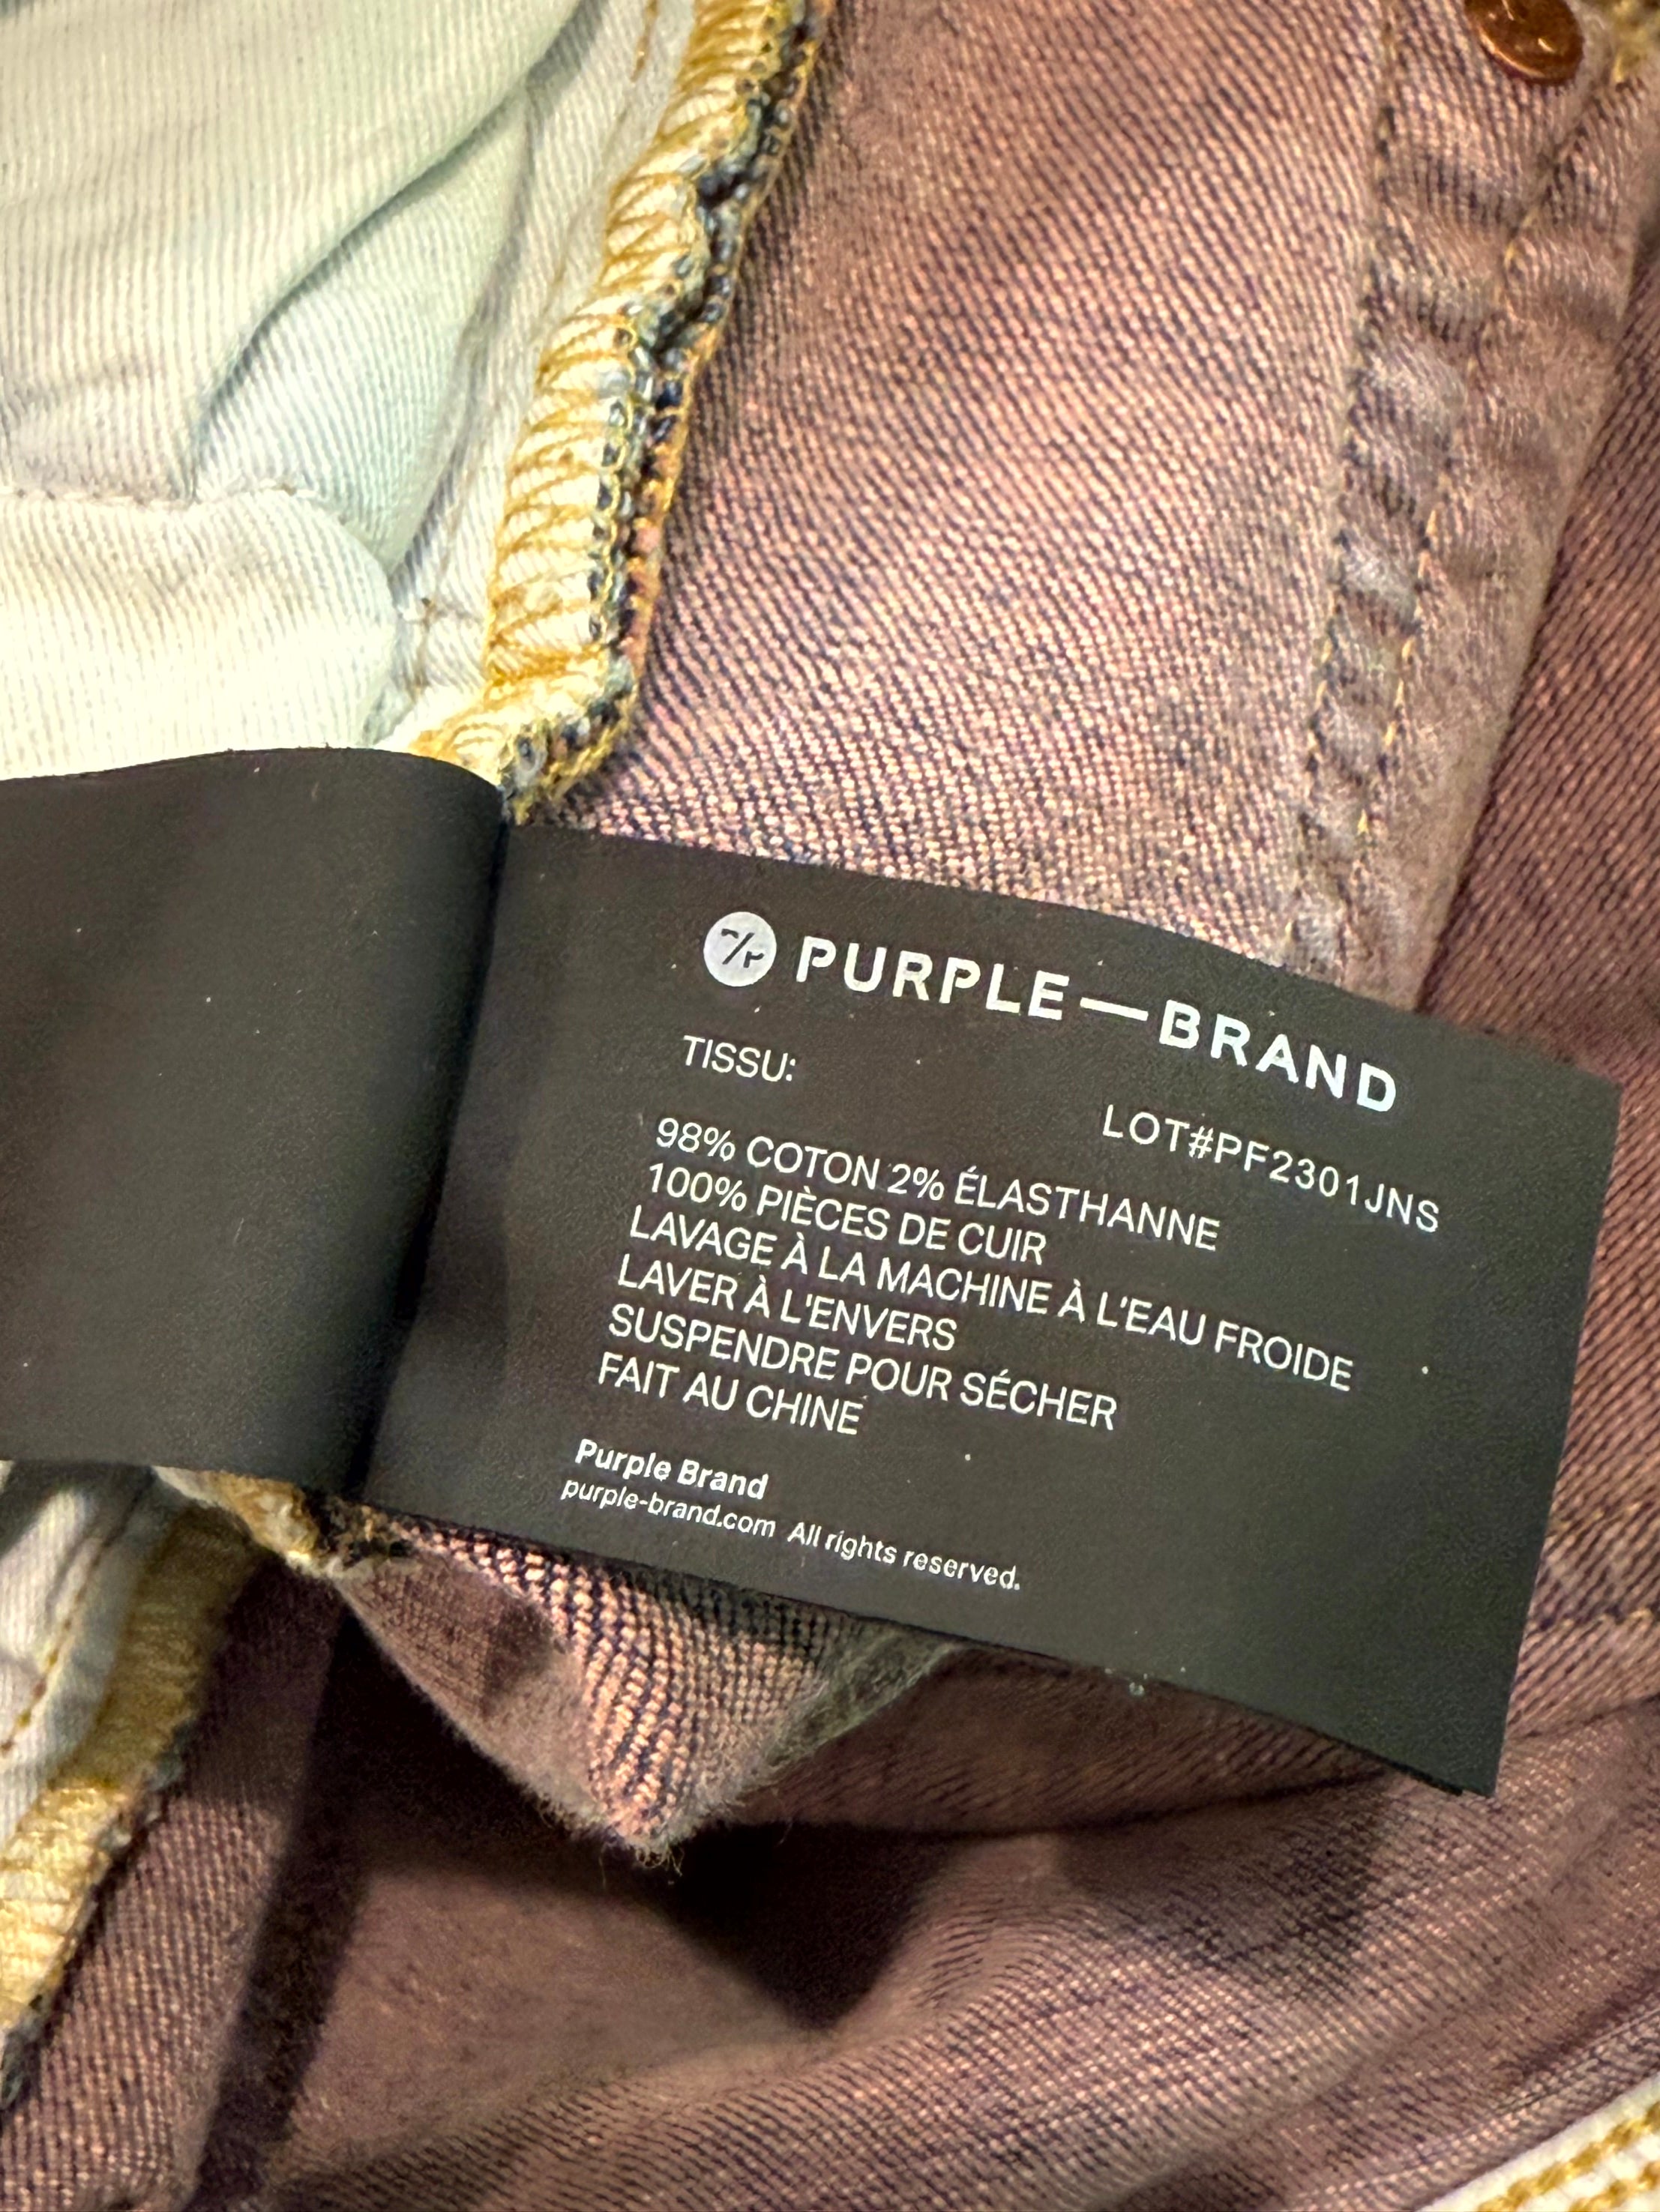 PURPLE—BRAND
TISSU:
LOT#PF2301JNS
98% COTON 2% ÉLASTHANNE
100% PIÈCES DE CUIR
LAVAGE À LA MACHINE À L'EAU FROIDE
LAVER À L'ENVERS
SUSPENDRE POUR SÉCHER
FAIT AU CHINE
Purple Brand
purple-brand.com All rights reserved.